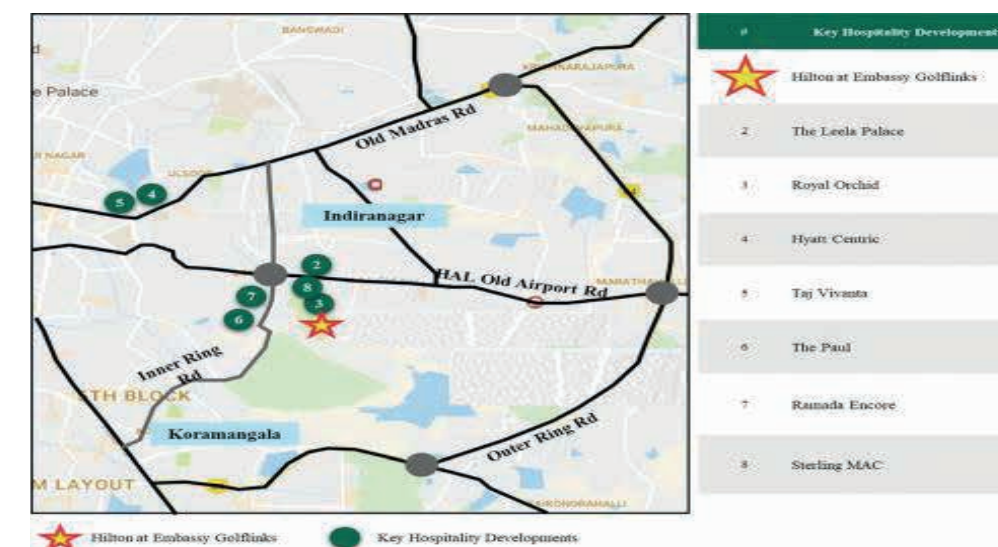 BANSWADI
e Palace
KRISHNARAJAPURA
Old Madras Rd
MAHADEVAPURA
NAGAR
ULSOOR
5
4
Indiranagar
2
HAL Old Airport Rd
8
7
3
6
Inner Ring
Rd
5TH BLOCK
Outer Ring Rd
Koramangala
M LAYOUT
Hilton at Embassy Golflinks
Key Hospitality Developments
# Key Hospitality Development
Hilton at Embassy Golflinks
2 The Leela Palace
3 Royal Orchid
4 Hyatt Centric
5 Taj Vivanta
6 The Paul
7 Ramada Encore
8 Sterling MAC